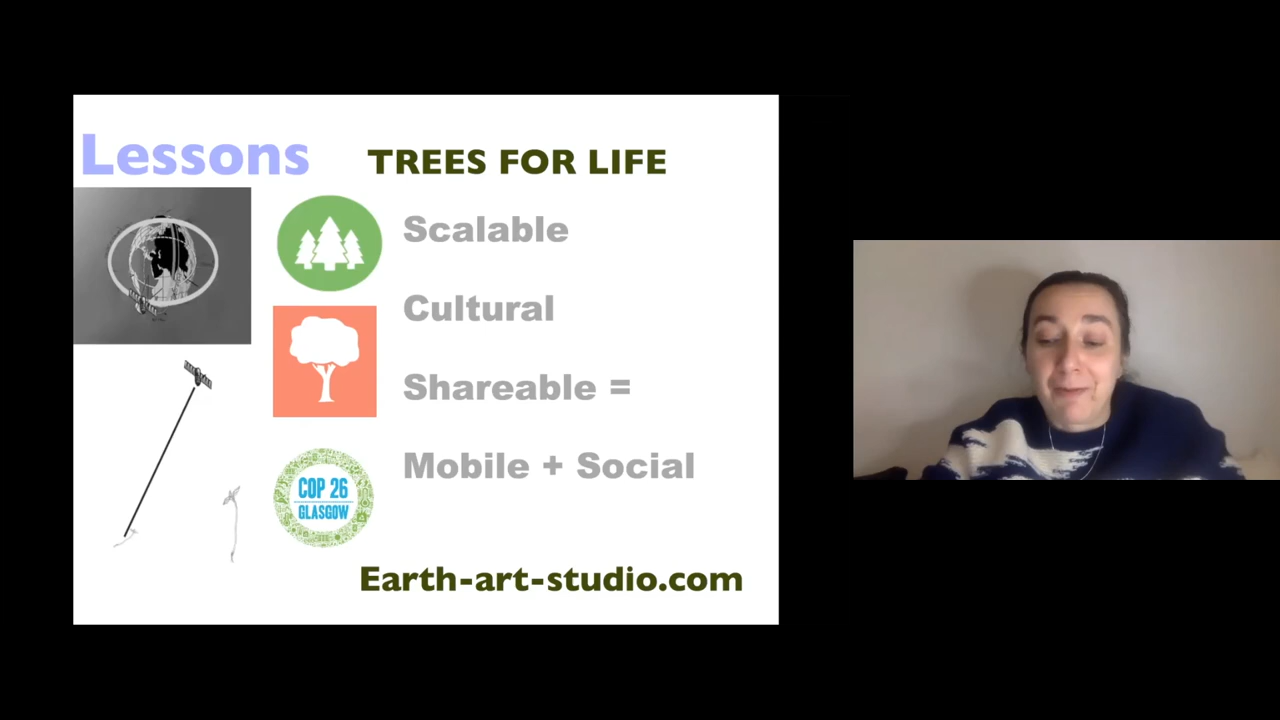 Lessons
TREES FOR LIFE
Scalable
Cultural
Shareable =
Mobile + Social
COP 26
GLASGOW
Earth-art-studio.com